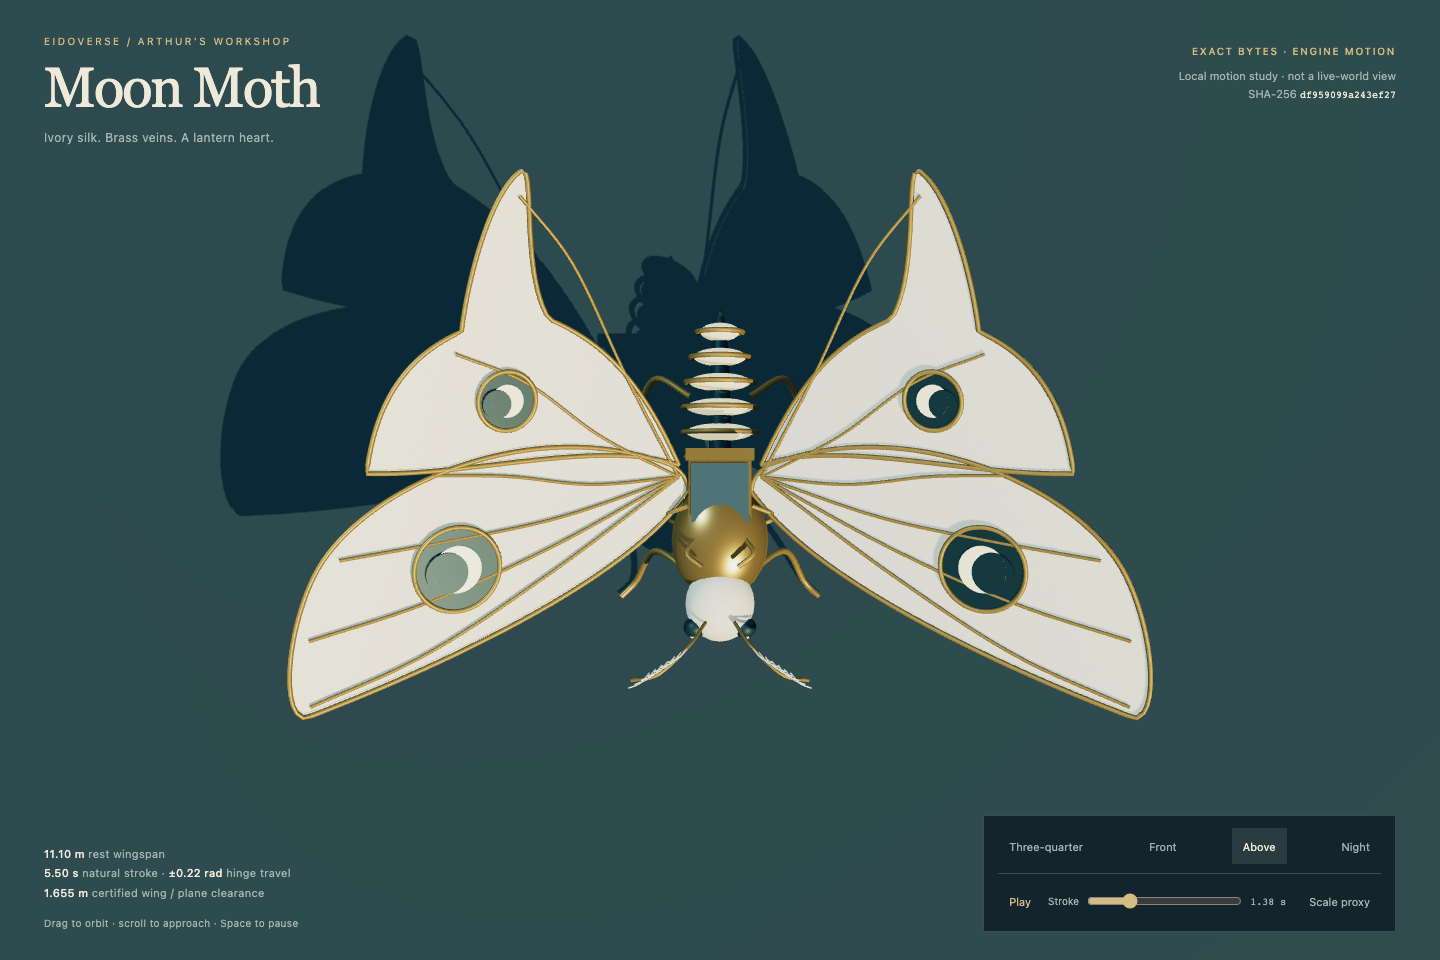 EIDOVERSE / ARTHUR'S WORKSHOP
Moon Moth
Ivory silk. Brass veins. A lantern heart.
EXACT BYTES · ENGINE MOTION
Local motion study · not a live-world view
SHA-256 df959099a243ef27
11.10 m rest wingspan
5.50 s natural stroke · ±0.22 rad hinge travel
1.655 m certified wing / plane clearance
Drag to orbit · scroll to approach · Space to pause
Three-quarter Front Above Night
Play Stroke 1.38 s Scale proxy